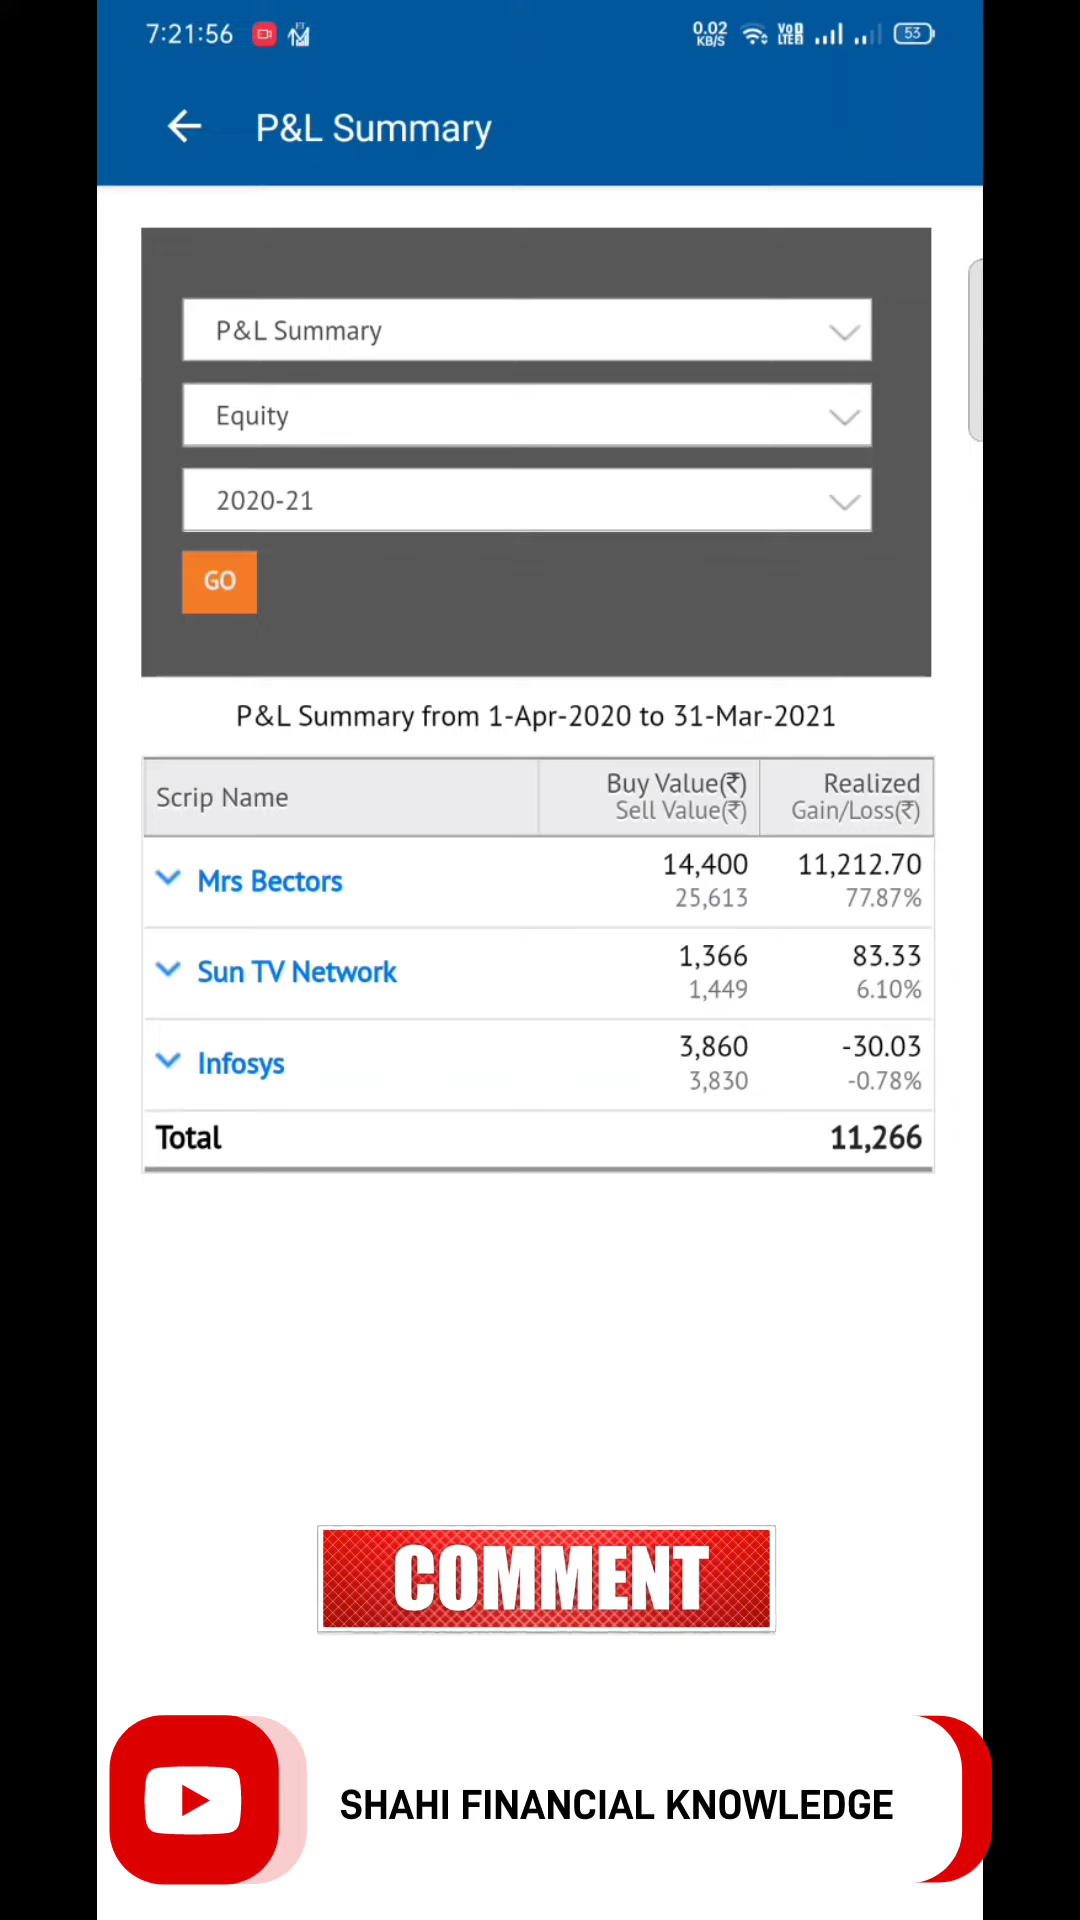 7:21:56
0.02
KB/S
VoD
LTE
53
P&L Summary
P&L Summary
Equity
2020-21
GO
P&L Summary from 1-Apr-2020 to 31-Mar-2021
Scrip Name Buy Value(₹) Realized
Sell Value(₹) Gain/Loss(₹)
Mrs Bectors 14,400 11,212.70
25,613 77.87%
Sun TV Network 1,366 83.33
1,449 6.10%
Infosys 3,860 -30.03
3,830 -0.78%
Total 11,266
COMMENT
SHAHI FINANCIAL KNOWLEDGE